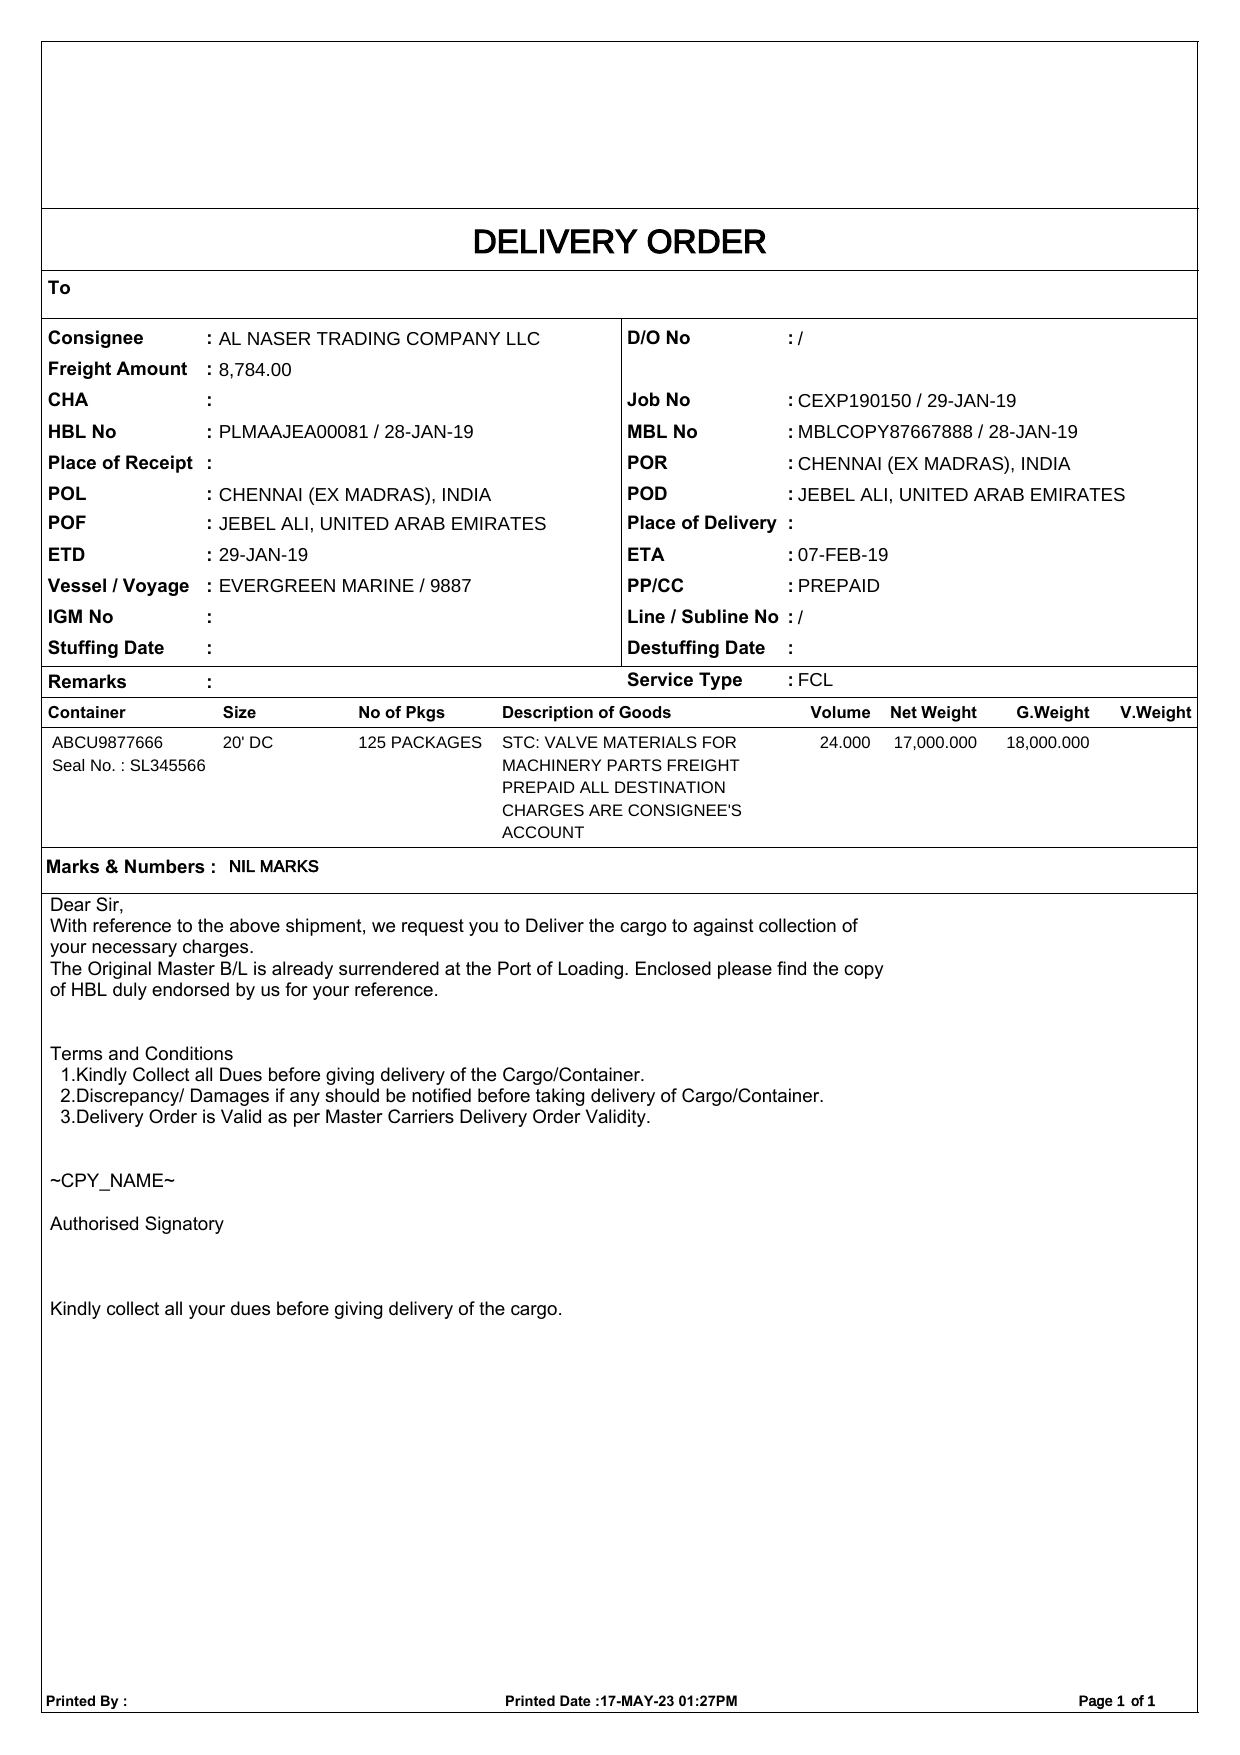 DELIVERY ORDER
To
Consignee : AL NASER TRADING COMPANY LLC D/O No : /
Freight Amount : 8,784.00
CHA : Job No : CEXP190150 / 29-JAN-19
HBL No : PLMAAJEA00081 / 28-JAN-19 MBL No : MBLCOPY87667888 / 28-JAN-19
Place of Receipt : POR : CHENNAI (EX MADRAS), INDIA
POL : CHENNAI (EX MADRAS), INDIA POD : JEBEL ALI, UNITED ARAB EMIRATES
POF : JEBEL ALI, UNITED ARAB EMIRATES Place of Delivery :
ETD : 29-JAN-19 ETA : 07-FEB-19
Vessel / Voyage : EVERGREEN MARINE / 9887 PP/CC : PREPAID
IGM No : Line / Subline No : /
Stuffing Date : Destuffing Date :
Remarks : Service Type : FCL
Container Size No of Pkgs Description of Goods Volume Net Weight G.Weight V.Weight
ABCU9877666 20' DC 125 PACKAGES STC: VALVE MATERIALS FOR 24.000 17,000.000 18,000.000
Seal No. : SL345566 MACHINERY PARTS FREIGHT
PREPAID ALL DESTINATION
CHARGES ARE CONSIGNEE'S
ACCOUNT
Marks & Numbers : NIL MARKS
Dear Sir,
With reference to the above shipment, we request you to Deliver the cargo to against collection of
your necessary charges.
The Original Master B/L is already surrendered at the Port of Loading. Enclosed please find the copy
of HBL duly endorsed by us for your reference.
Terms and Conditions
1.Kindly Collect all Dues before giving delivery of the Cargo/Container.
2.Discrepancy/ Damages if any should be notified before taking delivery of Cargo/Container.
3.Delivery Order is Valid as per Master Carriers Delivery Order Validity.
~CPY_NAME~
Authorised Signatory
Kindly collect all your dues before giving delivery of the cargo.
Printed By : Printed Date :17-MAY-23 01:27PM Page 1 of 1